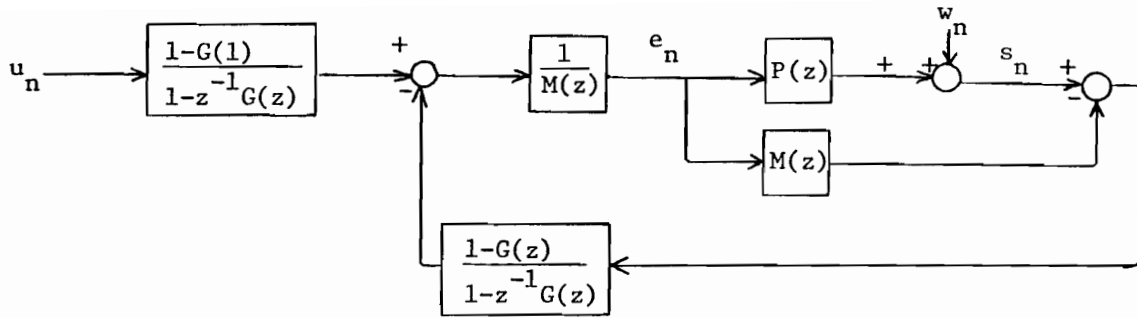 w_n
1-G(1)
1-z^{-1}G(z)
u_n
+
-
1
M(z)
e_n
P(z)
+
+
s_n
+
-
M(z)
1-G(z)
1-z^{-1}G(z)